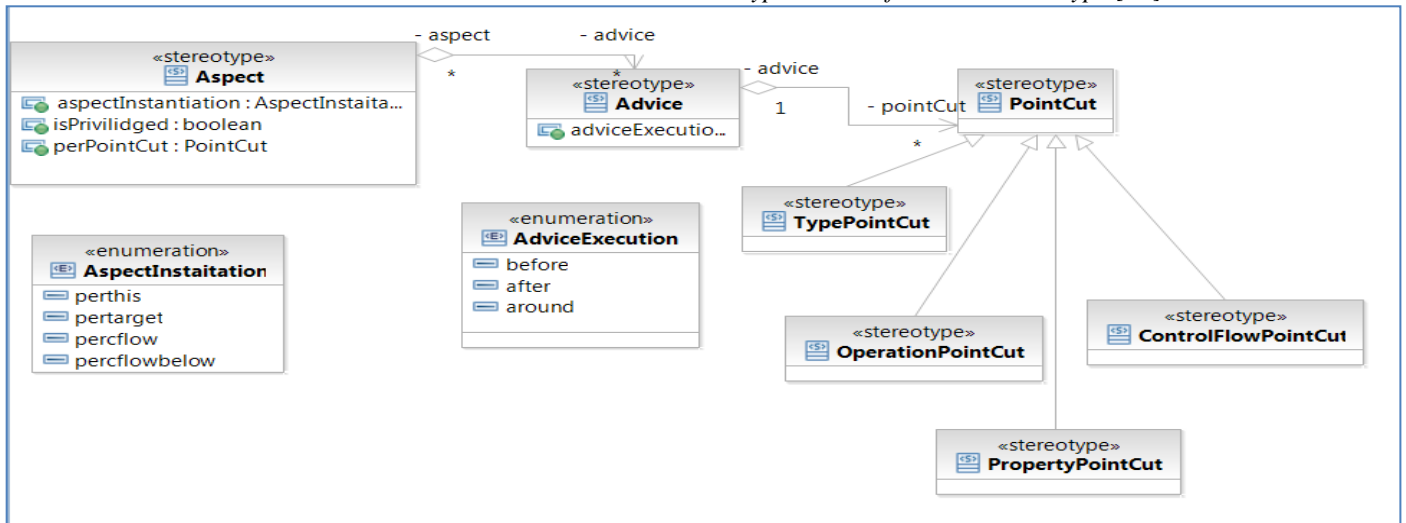 - aspect
- advice
*
*
«stereotype»
Aspect
aspectInstantiation : AspectInstaita...
isPrivilidged : boolean
perPointCut : PointCut
«stereotype»
Advice
adviceExecutio...
- advice
1
- pointCut
*
«stereotype»
PointCut
«stereotype»
TypePointCut
«enumeration»
AspectInstaitation
perthis
pertarget
percflow
percflowbelow
«enumeration»
AdviceExecution
before
after
around
«stereotype»
OperationPointCut
«stereotype»
ControlFlowPointCut
«stereotype»
PropertyPointCut